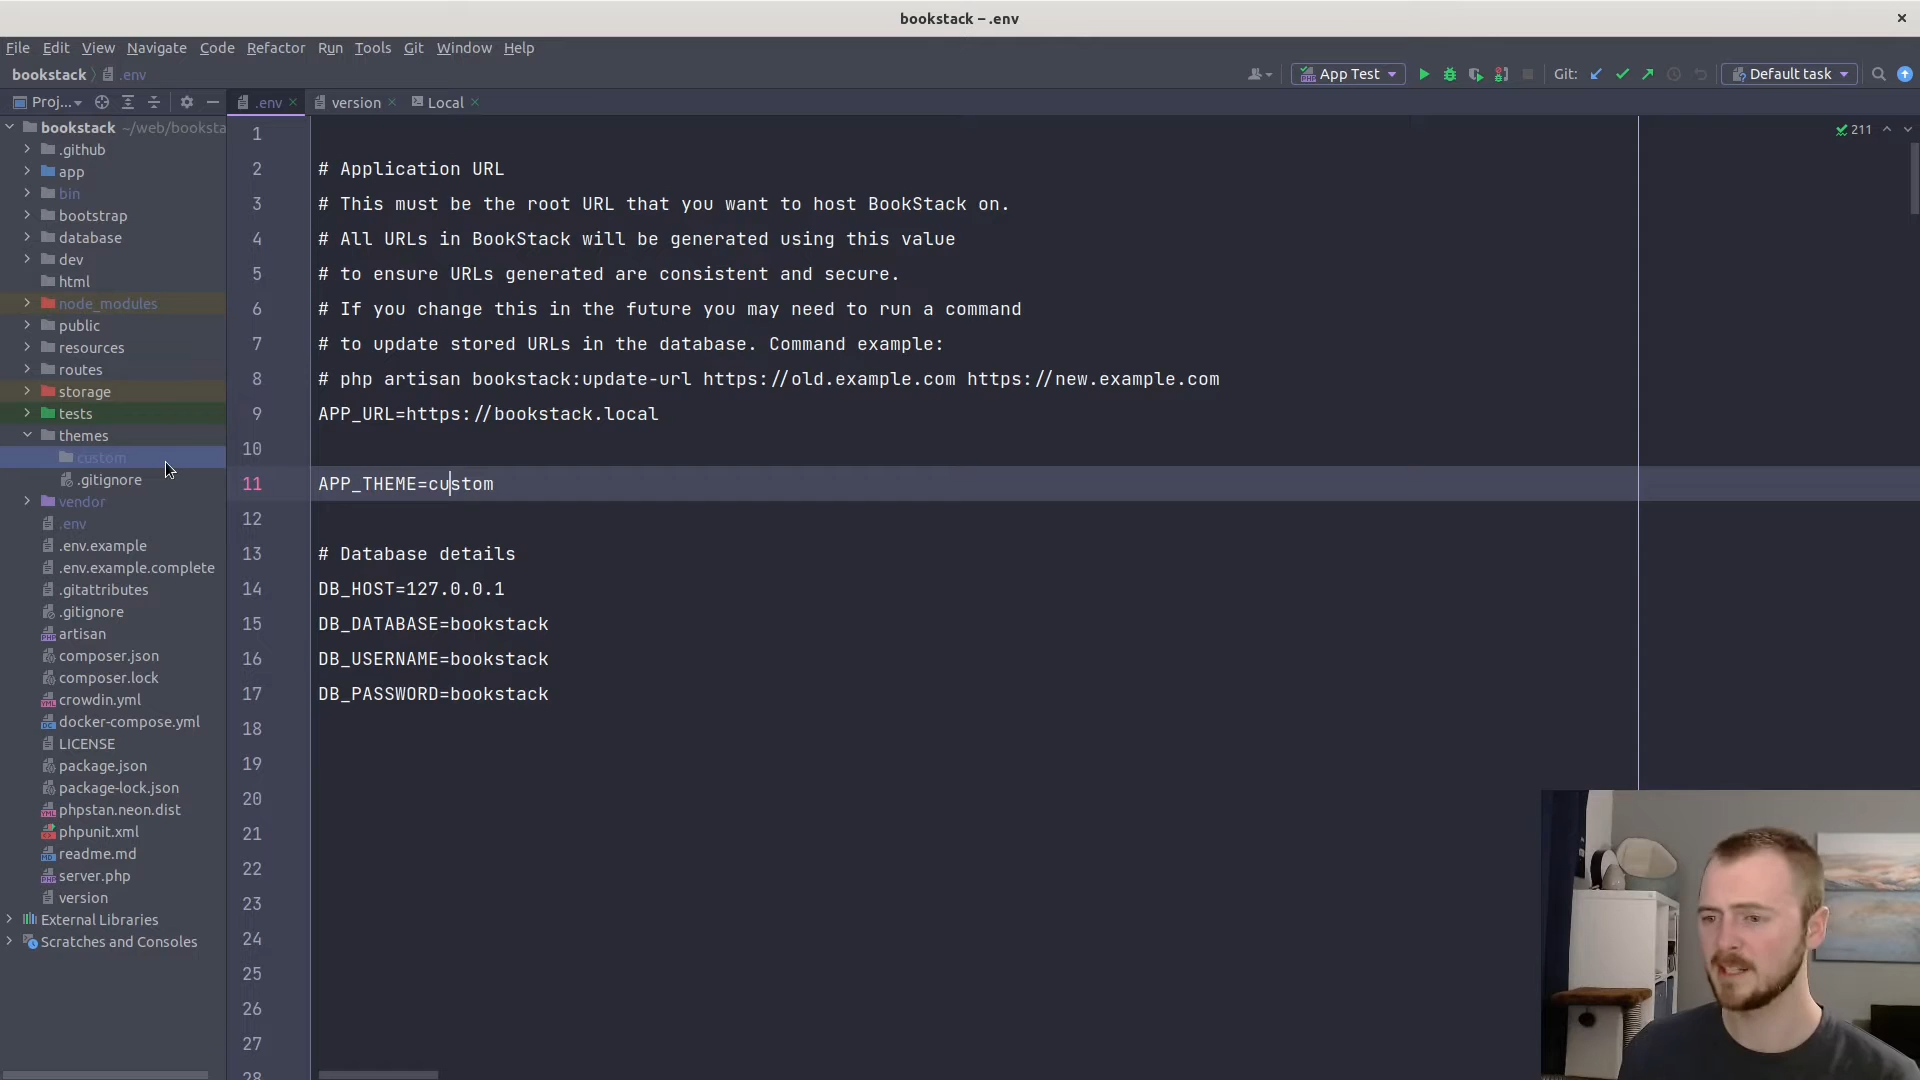 bookstack – .env
File Edit View Navigate Code Refactor Run Tools Git Window Help
bookstack .env
App Test
Git:
Default task
Proj...
.env
version
Local
bookstack ~/web/booksta
.github
app
bin
bootstrap
database
dev
html
node_modules
public
resources
routes
storage
tests
themes
custom
.gitignore
vendor
.env
.env.example
.env.example.complete
.gitattributes
.gitignore
artisan
composer.json
composer.lock
crowdin.yml
docker-compose.yml
LICENSE
package.json
package-lock.json
phpstan.neon.dist
phpunit.xml
readme.md
server.php
version
External Libraries
Scratches and Consoles
211
1
2 # Application URL
3 # This must be the root URL that you want to host BookStack on.
4 # All URLs in BookStack will be generated using this value
5 # to ensure URLs generated are consistent and secure.
6 # If you change this in the future you may need to run a command
7 # to update stored URLs in the database. Command example:
8 # php artisan bookstack:update-url https://old.example.com https://new.example.com
9 APP_URL=https://bookstack.local
10
11 APP_THEME=custom
12
13 # Database details
14 DB_HOST=127.0.0.1
15 DB_DATABASE=bookstack
16 DB_USERNAME=bookstack
17 DB_PASSWORD=bookstack
18
19
20
21
22
23
24
25
26
27
28